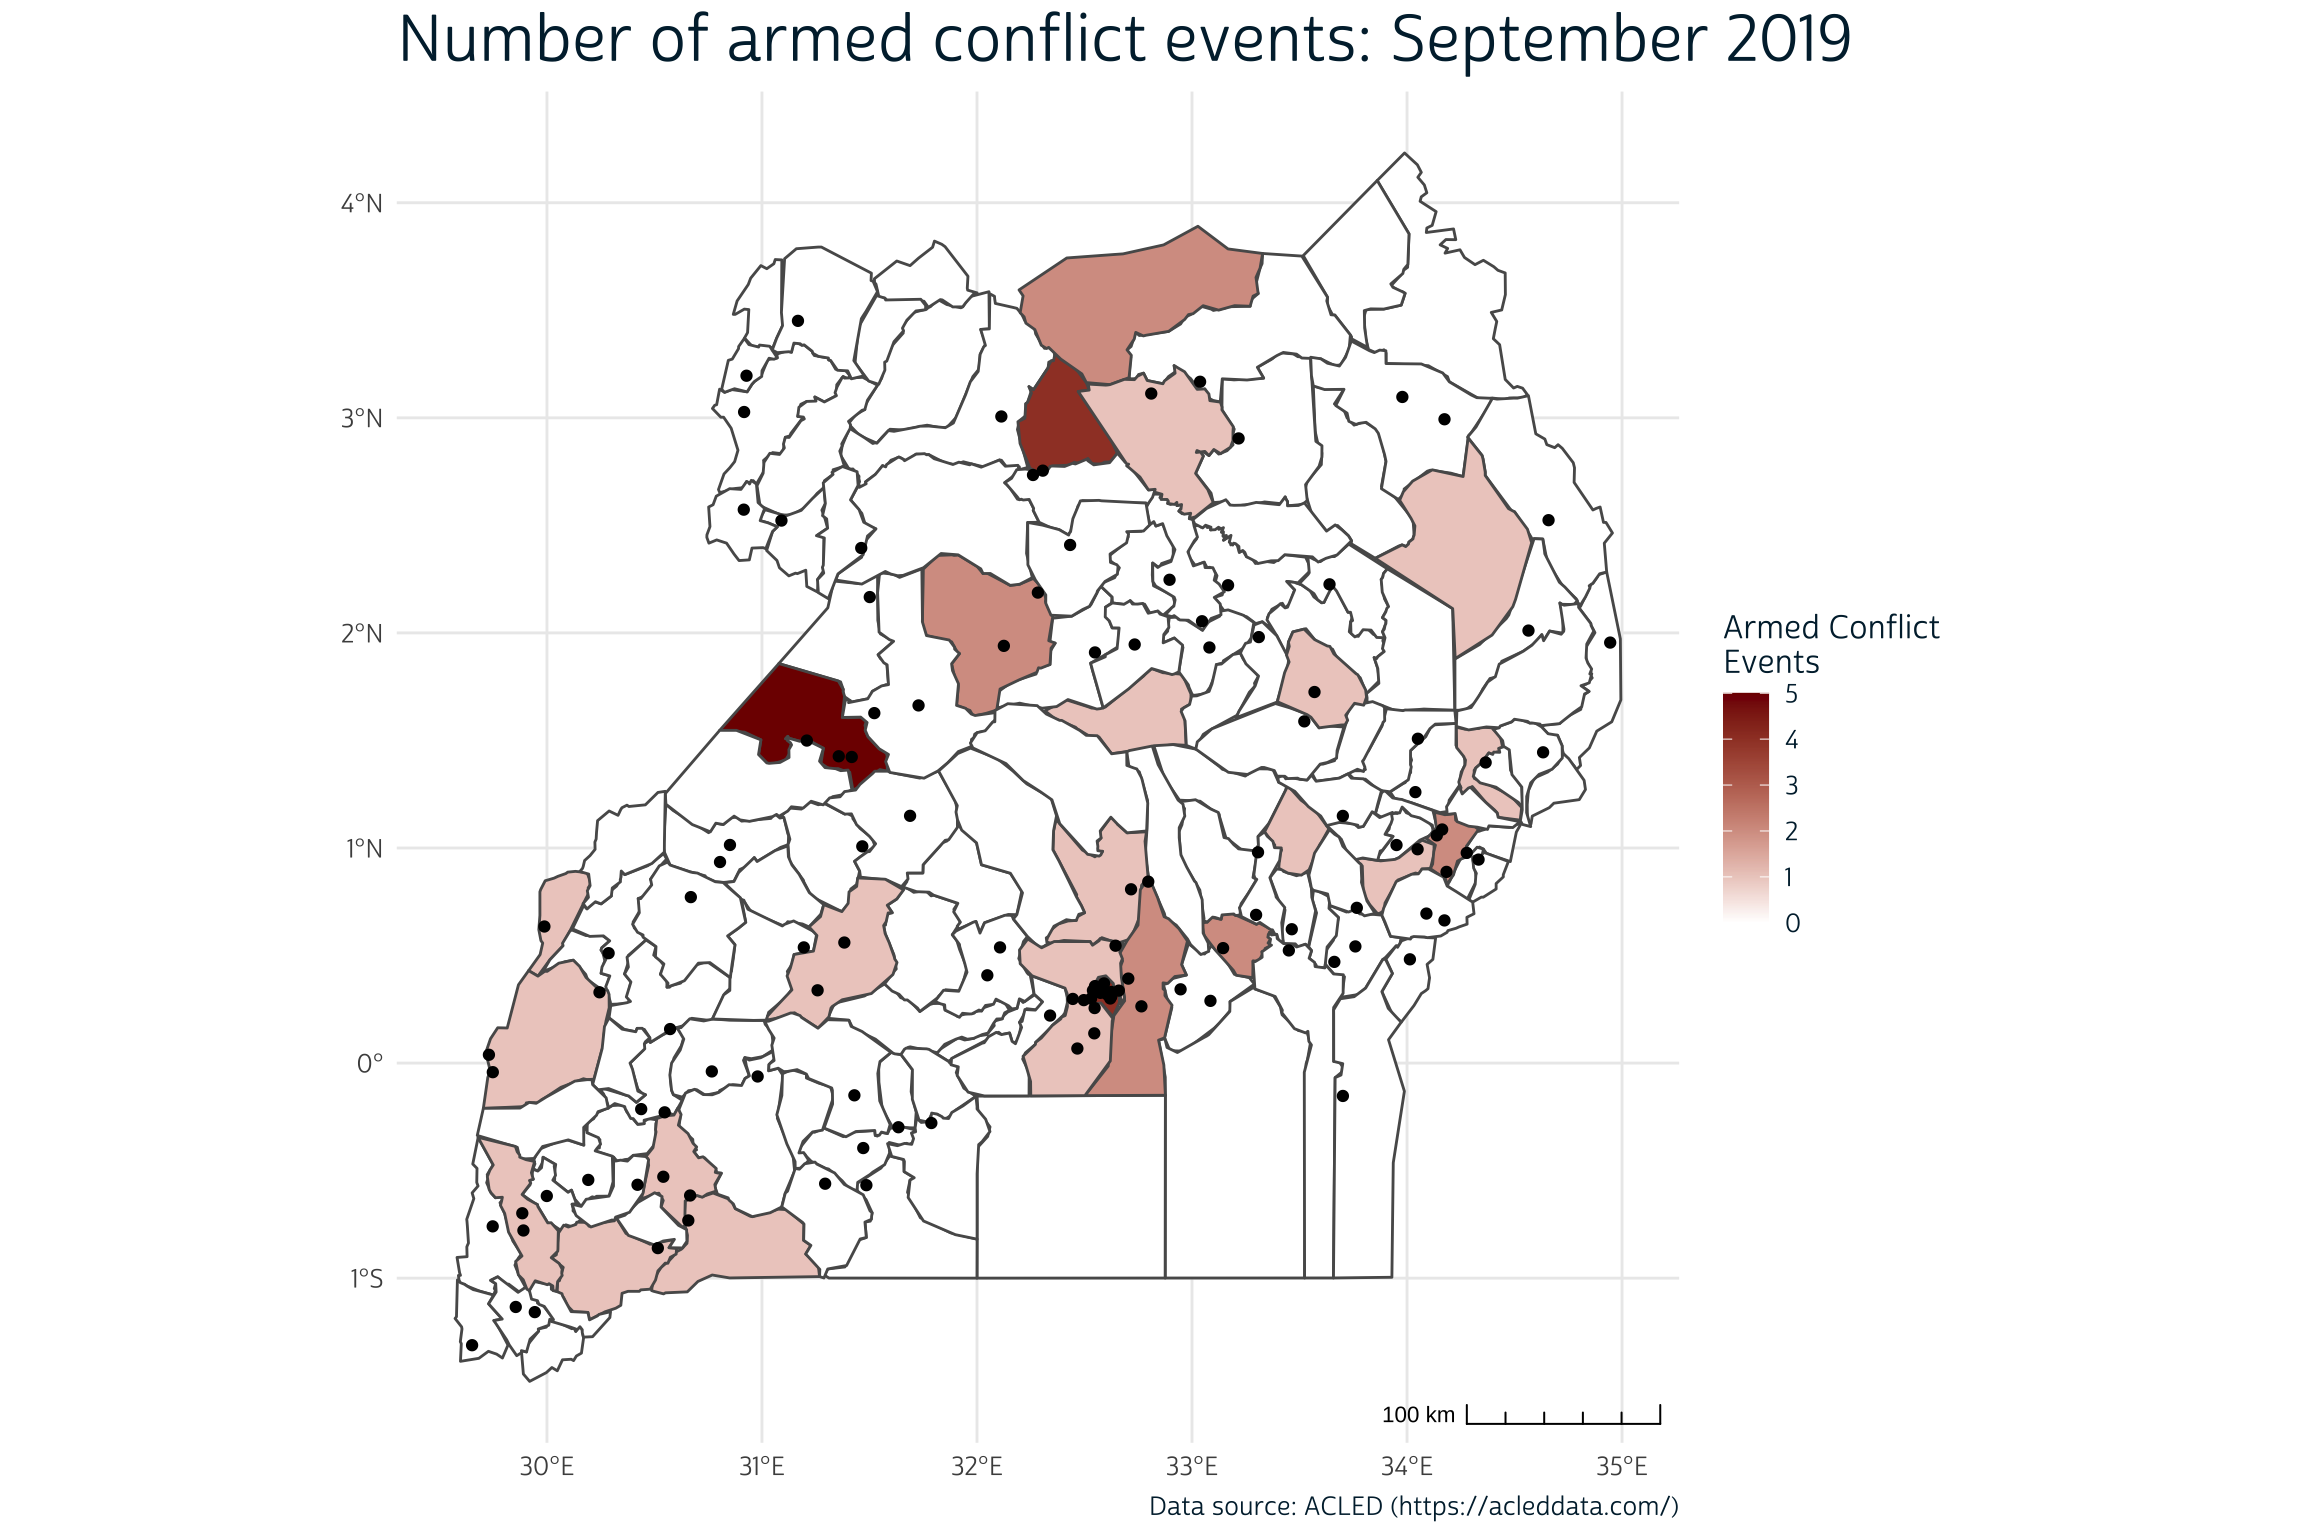 Number of armed conflict events: September 2019
4°N
3°N
2°N
1°N
0°
1°S
30°E
31°E
32°E
33°E
34°E
35°E
Armed Conflict
Events
5
4
3
2
1
0
100 km
Data source: ACLED (https://acleddata.com/)